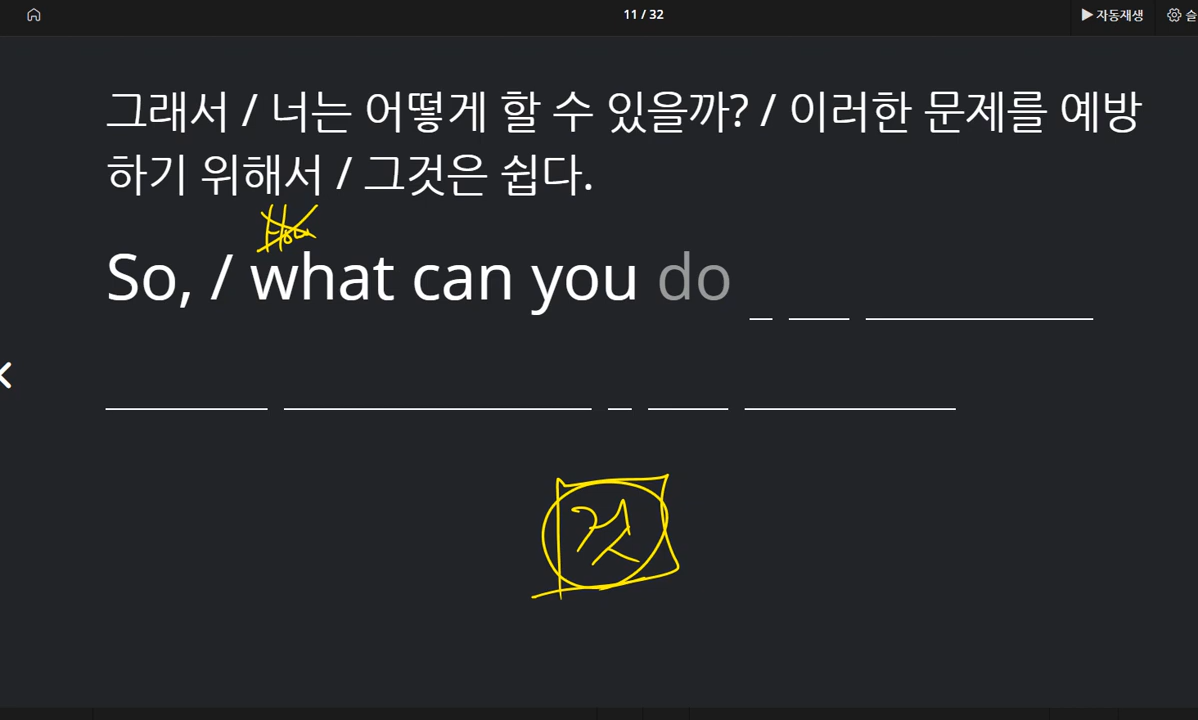 11 / 32
▶ 자동재생
슬
그래서 / 너는 어떻게 할 수 있을까? / 이러한 문제를 예방
하기 위해서 / 그것은 쉽다.
So, / what can you do
것